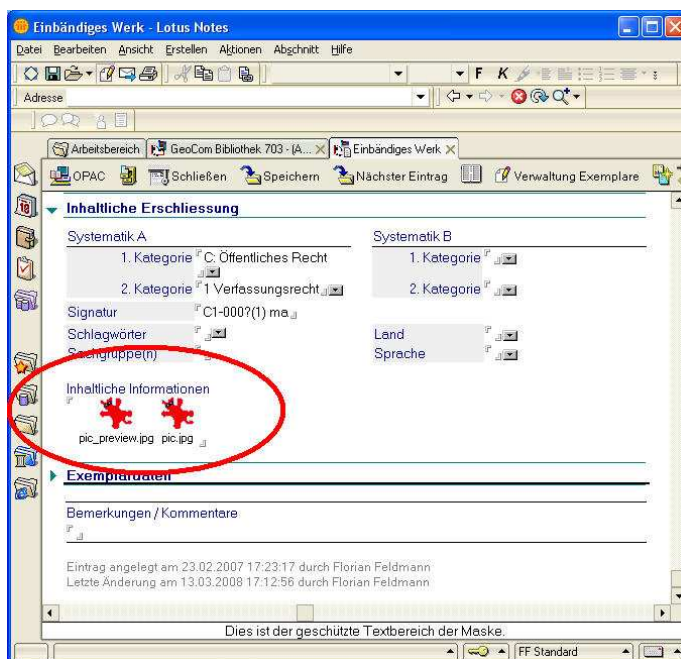 Einbändiges Werk - Lotus Notes
Datei Bearbeiten Ansicht Erstellen Aktionen Abschnitt Hilfe
F K
Adresse
Arbeitsbereich GeoCom Bibliothek 703 - (A... Einbändiges Werk
OPAC Schließen Speichern Nächster Eintrag Verwaltung Exemplare
18
Inhaltliche Erschliessung
Systematik A Systematik B
1. Kategorie C: Öffentliches Recht 1. Kategorie
2. Kategorie 1 Verfassungsrecht 2. Kategorie
Signatur C1-000?(1) ma
Schlagwörter Land
Sachgruppe(n) Sprache
Inhaltliche Informationen
pic_preview.jpg pic.jpg
Exemplardaten
Bemerkungen / Kommentare
Eintrag angelegt am 23.02.2007 17:23:17 durch Florian Feldmann
Letzte Änderung am 13.03.2008 17:12:56 durch Florian Feldmann
Dies ist der geschützte Textbereich der Maske.
FF Standard